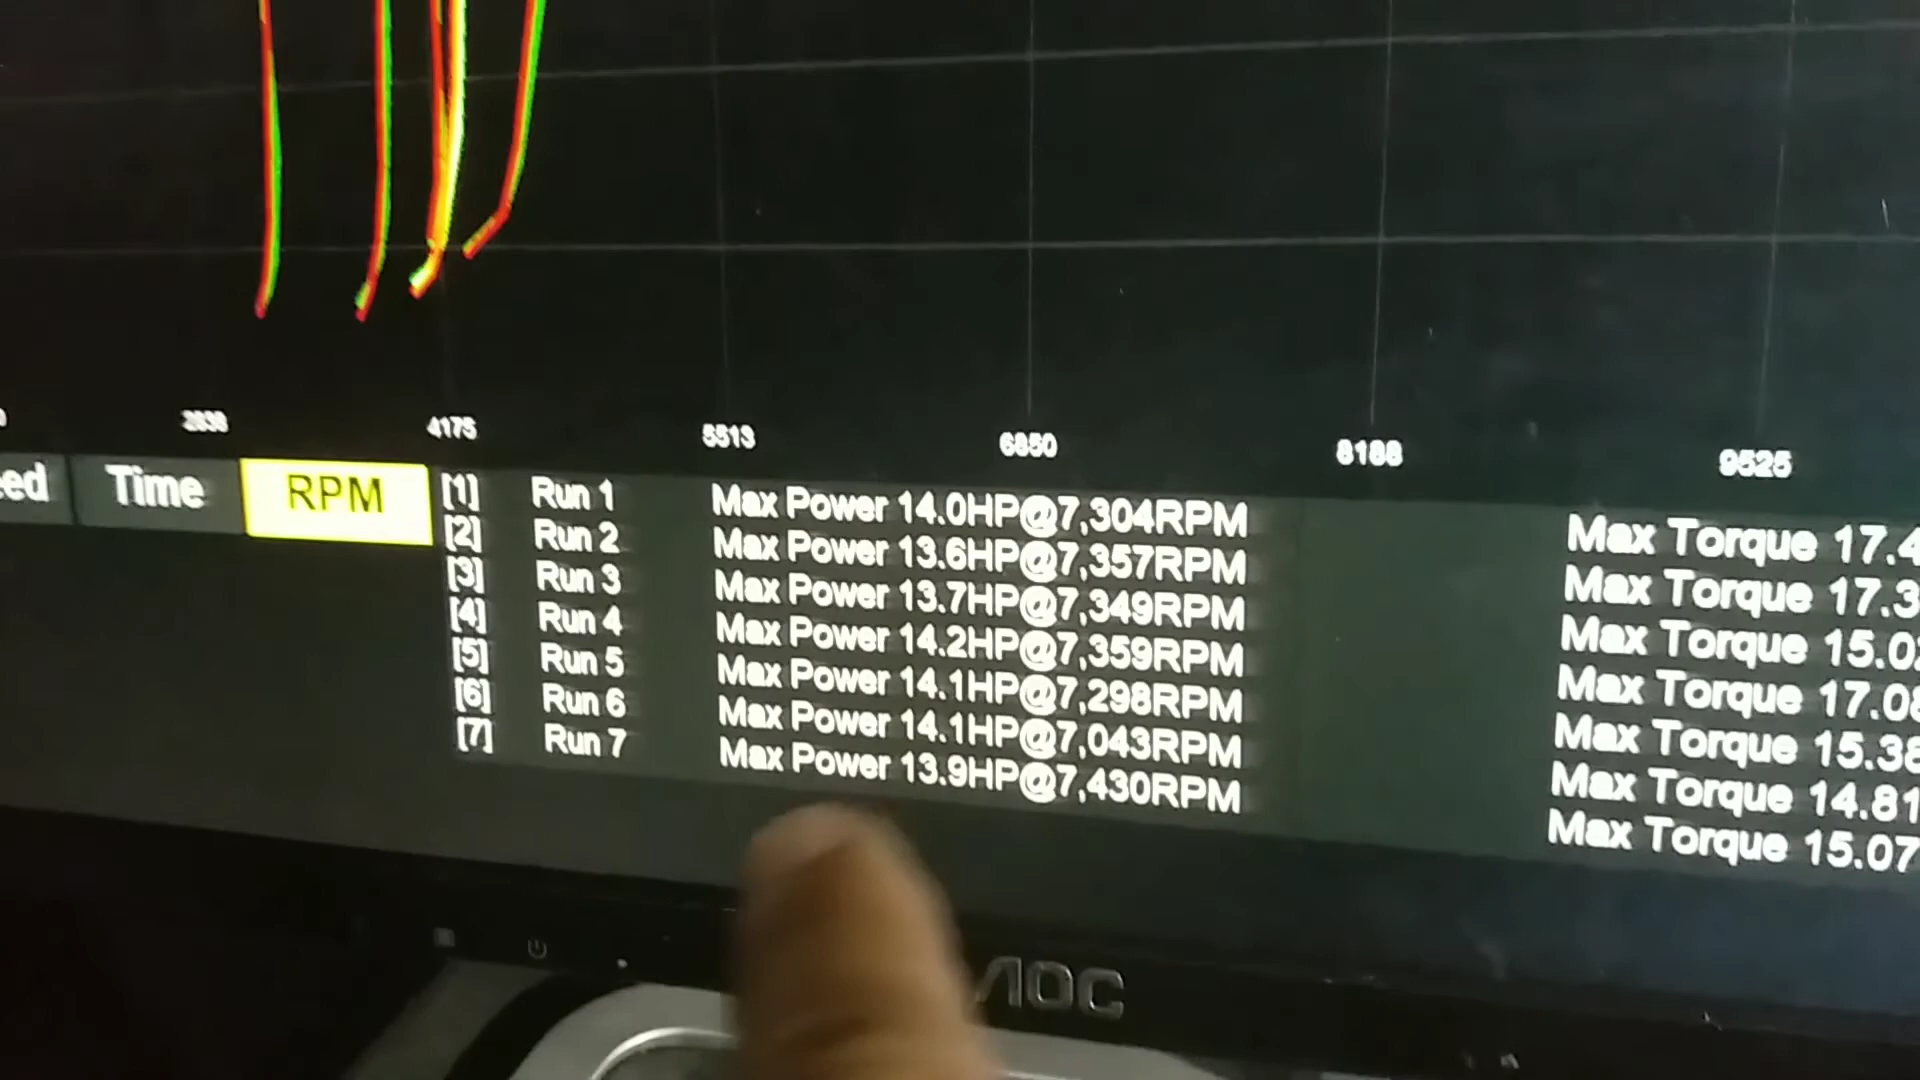 4175 5513 6850 8188 9525
Time RPM
[1] Run 1 Max Power 14.0HP@7,304RPM Max Torque 17.4
[2] Run 2 Max Power 13.6HP@7,357RPM Max Torque 17.3
[3] Run 3 Max Power 13.7HP@7,349RPM Max Torque 15.0
[4] Run 4 Max Power 14.2HP@7,359RPM Max Torque 17.08
[5] Run 5 Max Power 14.1HP@7,298RPM Max Torque 15.38
[6] Run 6 Max Power 14.1HP@7,043RPM Max Torque 14.81
[7] Run 7 Max Power 13.9HP@7,430RPM Max Torque 15.07
AOC